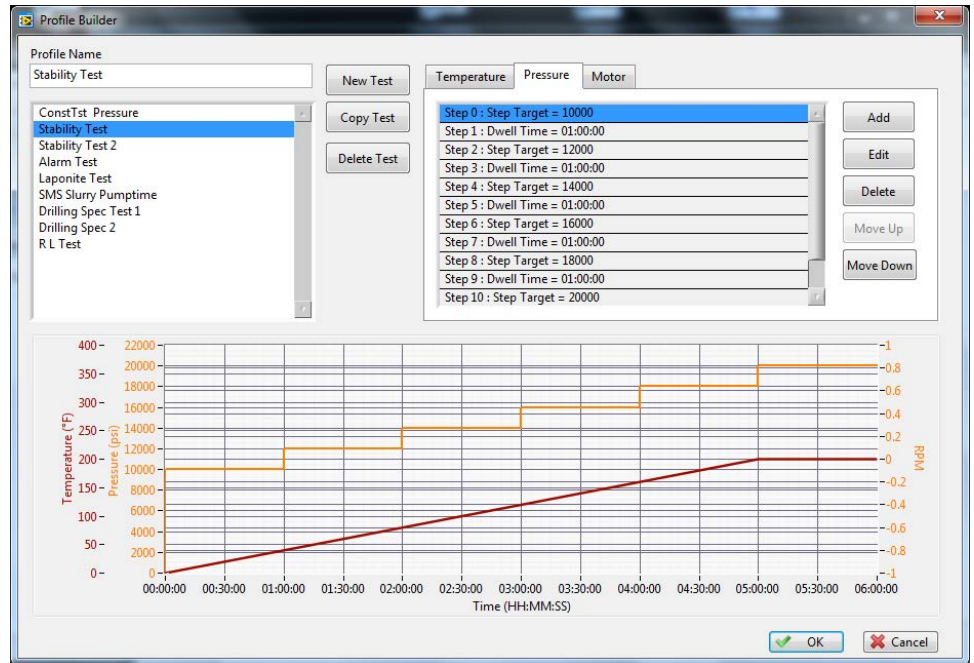 Profile Builder
Profile Name
Stability Test
New Test
Copy Test
Delete Test
ConstTst Pressure
Stability Test
Stability Test 2
Alarm Test
Laponite Test
SMS Slurry Pumptime
Drilling Spec Test 1
Drilling Spec 2
R L Test
Temperature Pressure Motor
Step 0 : Step Target = 10000
Step 1 : Dwell Time = 01:00:00
Step 2 : Step Target = 12000
Step 3 : Dwell Time = 01:00:00
Step 4 : Step Target = 14000
Step 5 : Dwell Time = 01:00:00
Step 6 : Step Target = 16000
Step 7 : Dwell Time = 01:00:00
Step 8 : Step Target = 18000
Step 9 : Dwell Time = 01:00:00
Step 10 : Step Target = 20000
Add
Edit
Delete
Move Up
Move Down
Temperature (°F)
400
350
300
250
200
150
100
50
0
Pressure (psi)
22000
20000
18000
16000
14000
12000
10000
8000
6000
4000
2000
0
1
0.8
0.6
0.4
0.2
0
-0.2
-0.4
-0.6
-0.8
-1
RPM
00:00:00 00:30:00 01:00:00 01:30:00 02:00:00 02:30:00 03:00:00 03:30:00 04:00:00 04:30:00 05:00:00 05:30:00 06:00:00
Time (HH:MM:SS)
OK
Cancel